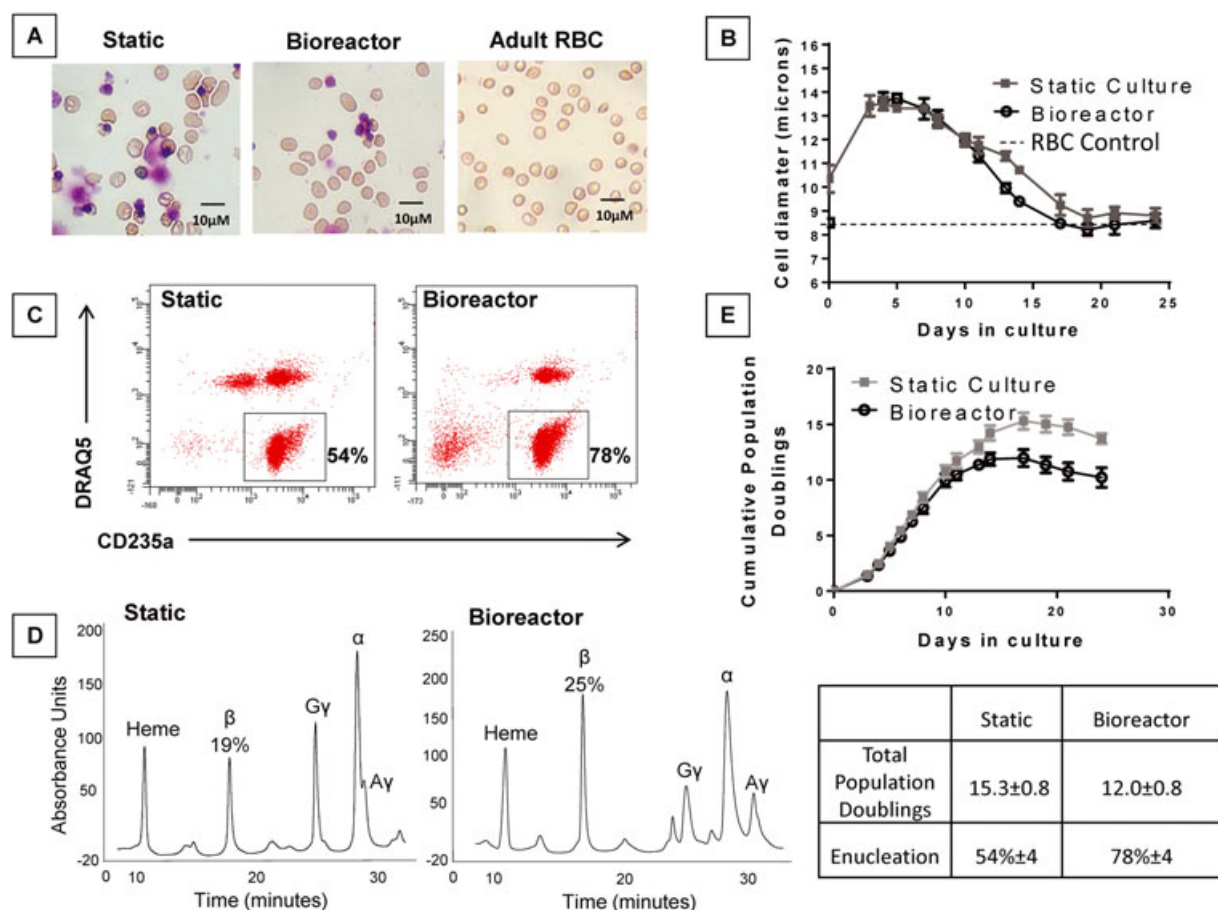 A
Static
Bioreactor
Adult RBC
10µM
10µM
10µM
B
Cell diameter (microns)
16
15
14
13
12
11
10
9
8
7
6
Static Culture
Bioreactor
RBC Control
0
5
10
15
20
25
Days in culture
C
DRAQ5
Static
54%
Bioreactor
78%
CD235a
E
Cumulative Population
Doublings
20
15
10
5
0
Static Culture
Bioreactor
10
20
30
Days in culture
D
Static
Absorbance Units
200
150
100
50
-20
Heme
β
19%
Gγ
α
Aγ
10
20
30
Time (minutes)
Bioreactor
250
200
150
100
50
-20
Heme
β
25%
Gγ
α
Aγ
10
20
30
Time (minutes)
Static Bioreactor
Total
Population
Doublings
15.3±0.8 12.0±0.8
Enucleation 54%±4 78%±4